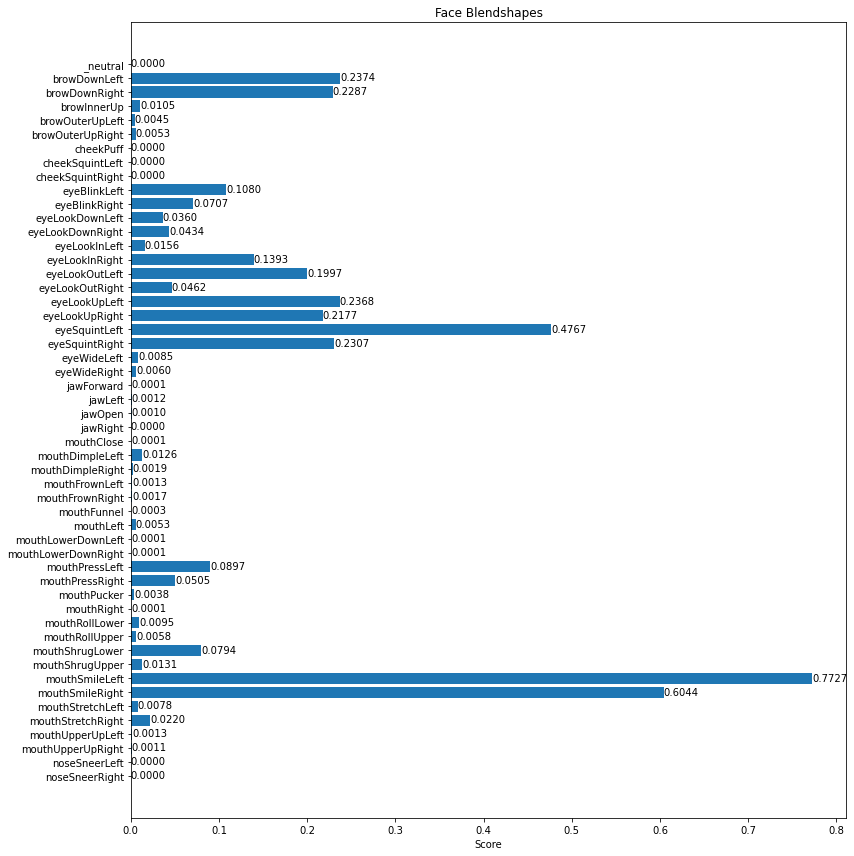 Face Blendshapes
_neutral 0.0000
browDownLeft 0.2374
browDownRight 0.2287
browInnerUp 0.0105
browOuterUpLeft 0.0045
browOuterUpRight 0.0053
cheekPuff 0.0000
cheekSquintLeft 0.0000
cheekSquintRight 0.0000
eyeBlinkLeft 0.1080
eyeBlinkRight 0.0707
eyeLookDownLeft 0.0360
eyeLookDownRight 0.0434
eyeLookInLeft 0.0156
eyeLookInRight 0.1393
eyeLookOutLeft 0.1997
eyeLookOutRight 0.0462
eyeLookUpLeft 0.2368
eyeLookUpRight 0.2177
eyeSquintLeft 0.4767
eyeSquintRight 0.2307
eyeWideLeft 0.0085
eyeWideRight 0.0060
jawForward 0.0001
jawLeft 0.0012
jawOpen 0.0010
jawRight 0.0000
mouthClose 0.0001
mouthDimpleLeft 0.0126
mouthDimpleRight 0.0019
mouthFrownLeft 0.0013
mouthFrownRight 0.0017
mouthFunnel 0.0003
mouthLeft 0.0053
mouthLowerDownLeft 0.0001
mouthLowerDownRight 0.0001
mouthPressLeft 0.0897
mouthPressRight 0.0505
mouthPucker 0.0038
mouthRight 0.0001
mouthRollLower 0.0095
mouthRollUpper 0.0058
mouthShrugLower 0.0794
mouthShrugUpper 0.0131
mouthSmileLeft 0.7727
mouthSmileRight 0.6044
mouthStretchLeft 0.0078
mouthStretchRight 0.0220
mouthUpperUpLeft 0.0013
mouthUpperUpRight 0.0011
noseSneerLeft 0.0000
noseSneerRight 0.0000
0.0 0.1 0.2 0.3 0.4 0.5 0.6 0.7 0.8
Score